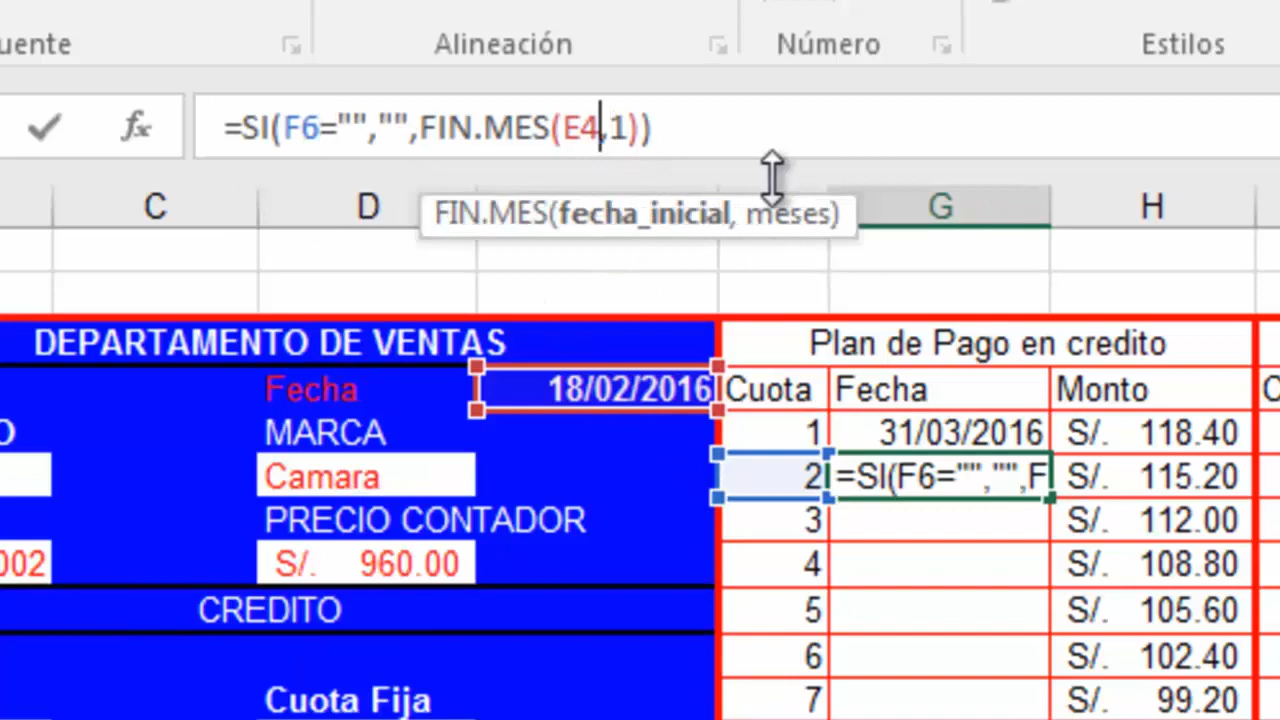 uente Alineación Número Estilos
fx =SI(F6="","",FIN.MES(E4,1))
FIN.MES(fecha_inicial, meses)
C D G H
DEPARTAMENTO DE VENTAS Plan de Pago en credito
Fecha 18/02/2016 Cuota Fecha Monto C
O MARCA 1 31/03/2016 S/. 118.40
Camara 2 =SI(F6="","",F S/. 115.20
PRECIO CONTADOR 3 S/. 112.00
002 S/. 960.00 4 S/. 108.80
CREDITO 5 S/. 105.60
6 S/. 102.40
Cuota Fija 7 S/. 99.20